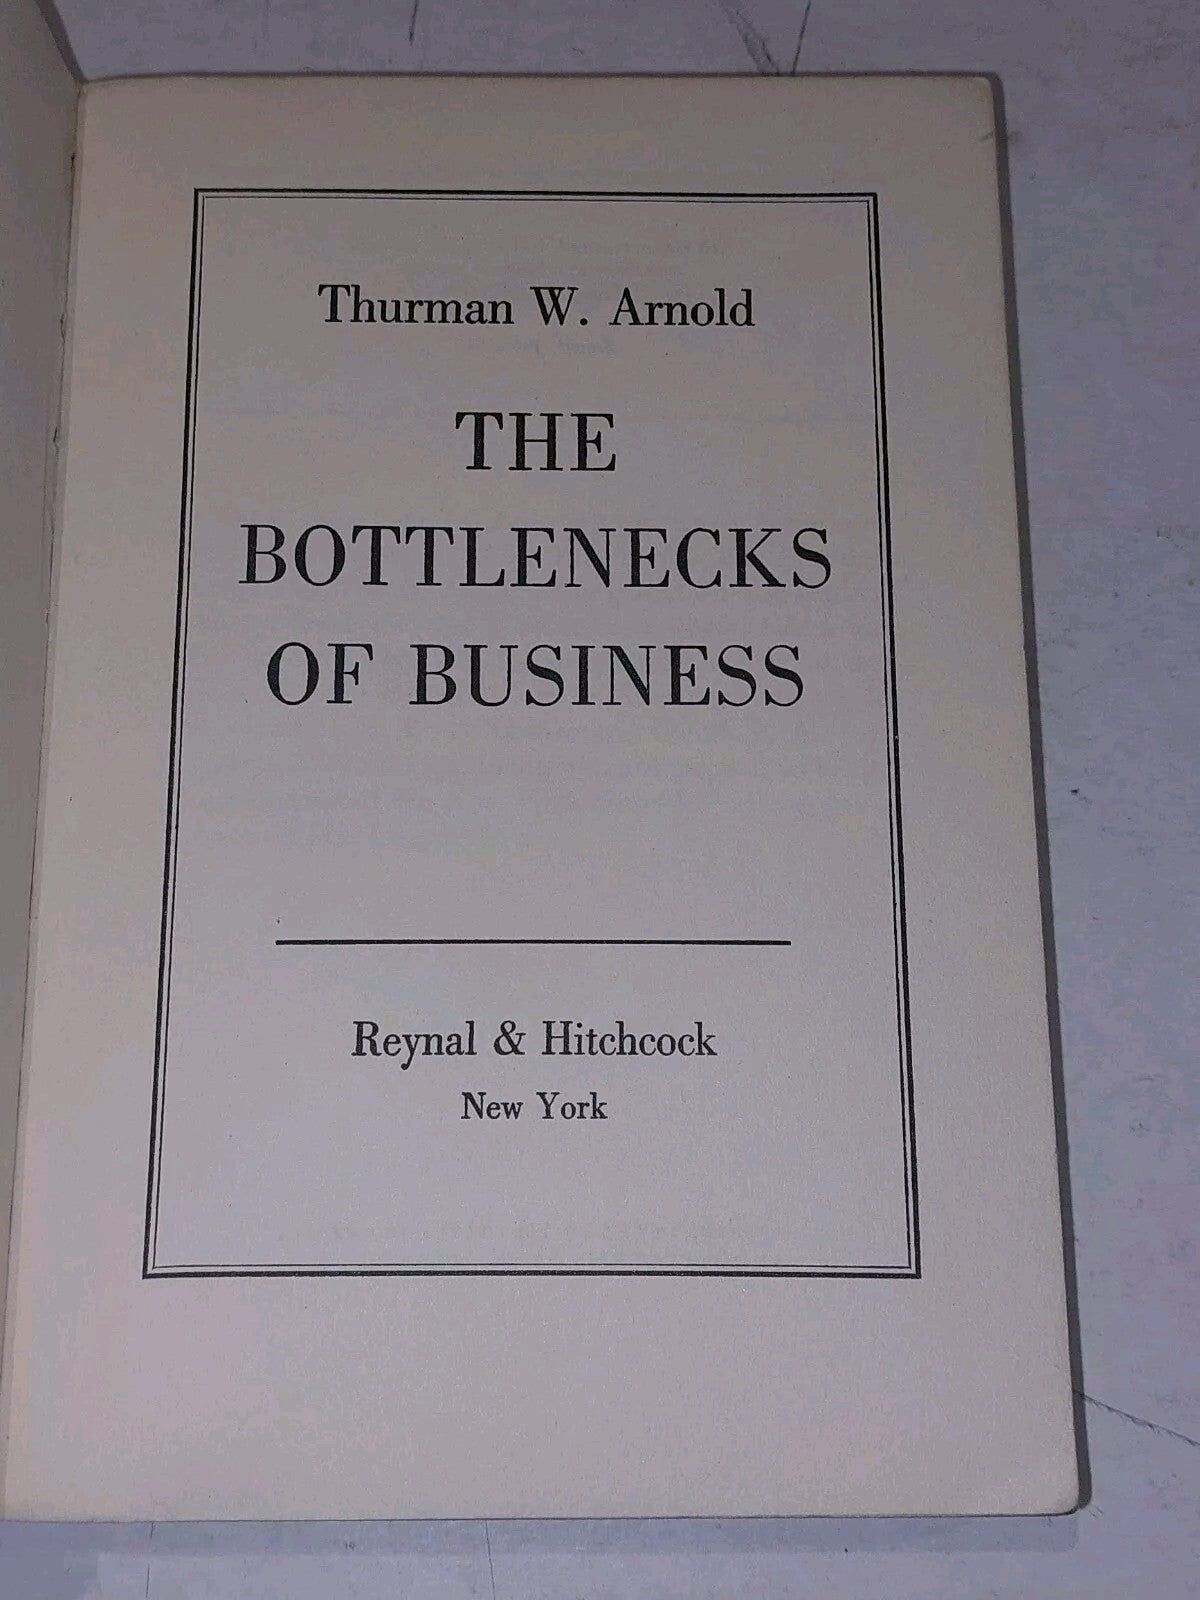 Thurman W. Arnold
THE
BOTTLENECKS
OF BUSINESS
Reynal & Hitchcock
New York